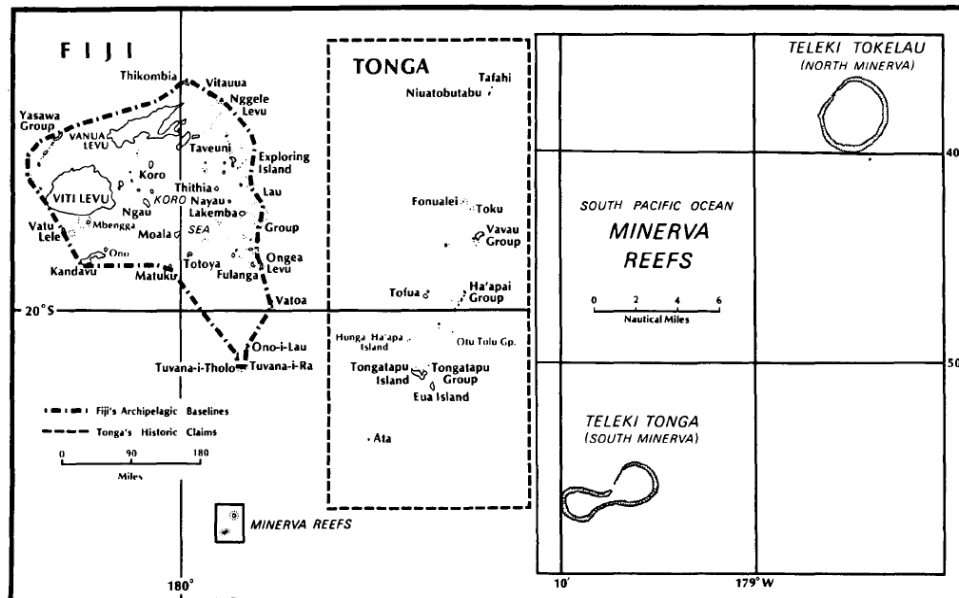 FIJI
Thikombia
Vitauua
Nggele
Levu
Yasawa
Group
VANUA
LEVU
Taveuni
Exploring
Island
Koro
Thithia
Lau
VITI LEVU
KORO
Nayau
Ngau
Lakemba
Vatu
Lele
Mbengga
Moala
SEA
Group
Ono
Totoya
Ongea
Levu
Kandavu
Matuku
Fulanga
20°S
Vatoa
Ono-i-Lau
Tuvana-i-Tholo
Tuvana-i-Ra
Fiji's Archipelagic Baselines
Tonga's Historic Claims
0 90 180
Miles
MINERVA REEFS
180°
TONGA
Tafahi
Niuatobutabu
Fonualei
Toku
Vavau
Group
Tofua
Ha'apai
Group
Hunga Ha'apa
Island
Otu Tolu Gp.
Tongatapu
Island
Tongatapu
Group
Eua Island
Ata
TELEKI TOKELAU
(NORTH MINERVA)
40
SOUTH PACIFIC OCEAN
MINERVA
REEFS
0 2 4 6
Nautical Miles
50
TELEKI TONGA
(SOUTH MINERVA)
10'
179°W